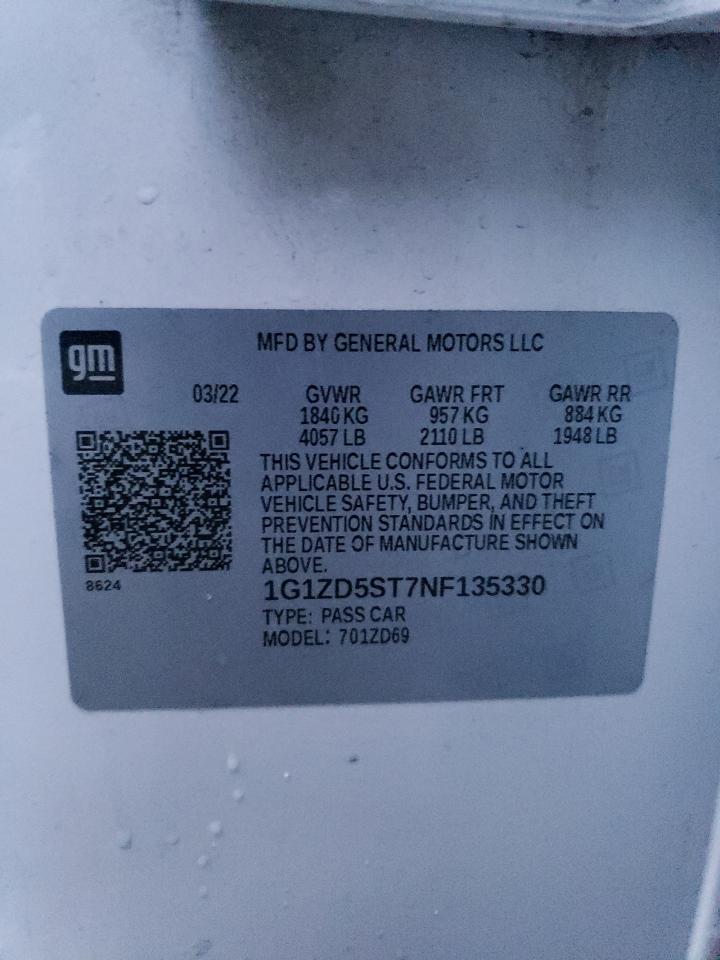 gm
MFD BY GENERAL MOTORS LLC
03/22 GVWR GAWR FRT GAWR RR
1840 KG 957 KG 884 KG
4057 LB 2110 LB 1948 LB
THIS VEHICLE CONFORMS TO ALL
APPLICABLE U.S. FEDERAL MOTOR
VEHICLE SAFETY, BUMPER, AND THEFT
PREVENTION STANDARDS IN EFFECT ON
THE DATE OF MANUFACTURE SHOWN
ABOVE.
8624
1G1ZD5ST7NF135330
TYPE: PASS CAR
MODEL: 701ZD69